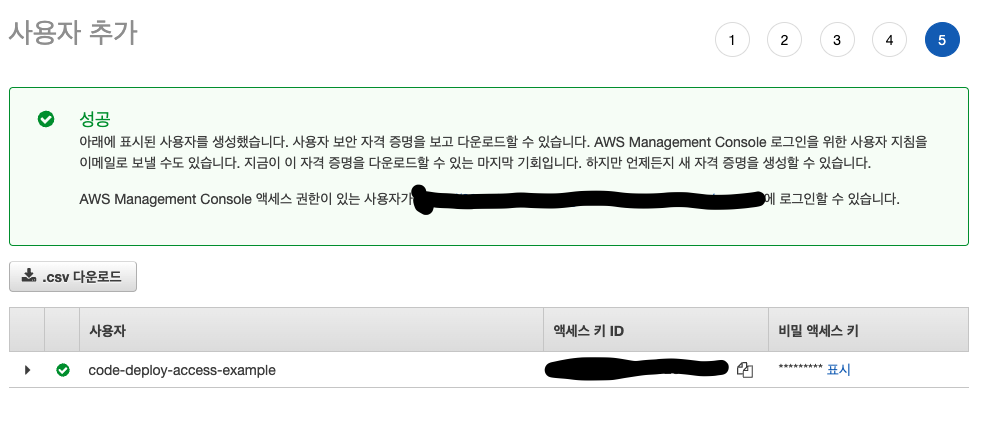 사용자 추가
1 2 3 4 5
성공
아래에 표시된 사용자를 생성했습니다. 사용자 보안 자격 증명을 보고 다운로드할 수 있습니다. AWS Management Console 로그인을 위한 사용자 지침을
이메일로 보낼 수도 있습니다. 지금이 이 자격 증명을 다운로드할 수 있는 마지막 기회입니다. 하지만 언제든지 새 자격 증명을 생성할 수 있습니다.
AWS Management Console 액세스 권한이 있는 사용자가 에 로그인할 수 있습니다.
.csv 다운로드
사용자 액세스 키 ID 비밀 액세스 키
code-deploy-access-example ********* 표시